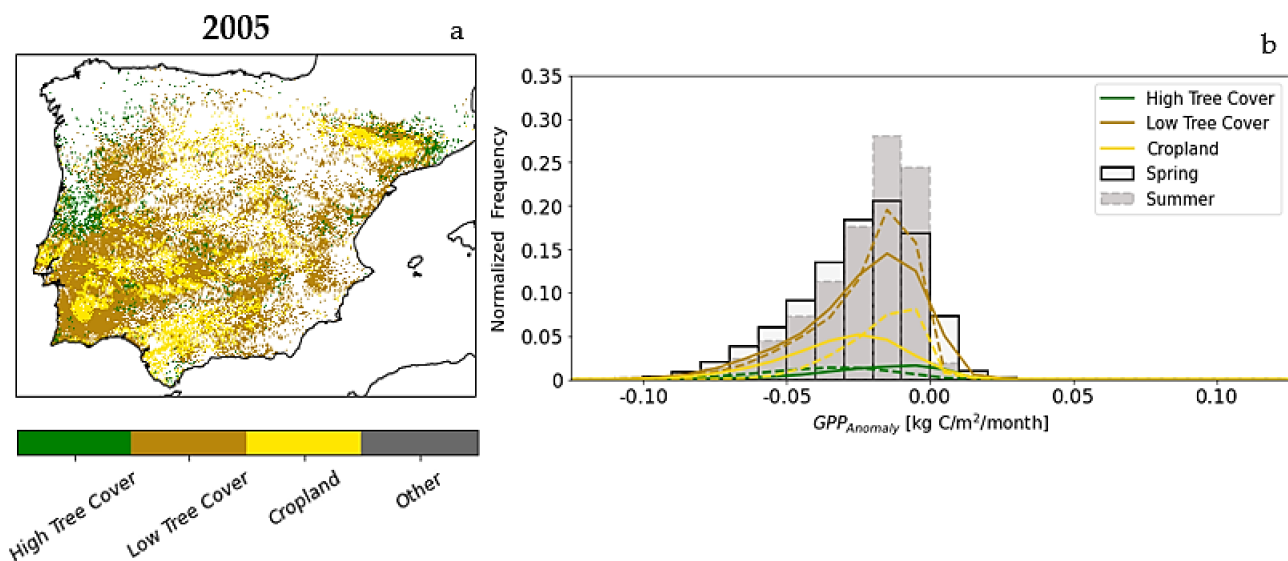 2005
a
High Tree Cover
Low Tree Cover
Cropland
Other
b
Normalized Frequency
0.35
0.30
0.25
0.20
0.15
0.10
0.05
0
-0.10
-0.05
0.00
0.05
0.10
GPPAnomaly [kg C/m²/month]
High Tree Cover
Low Tree Cover
Cropland
Spring
Summer